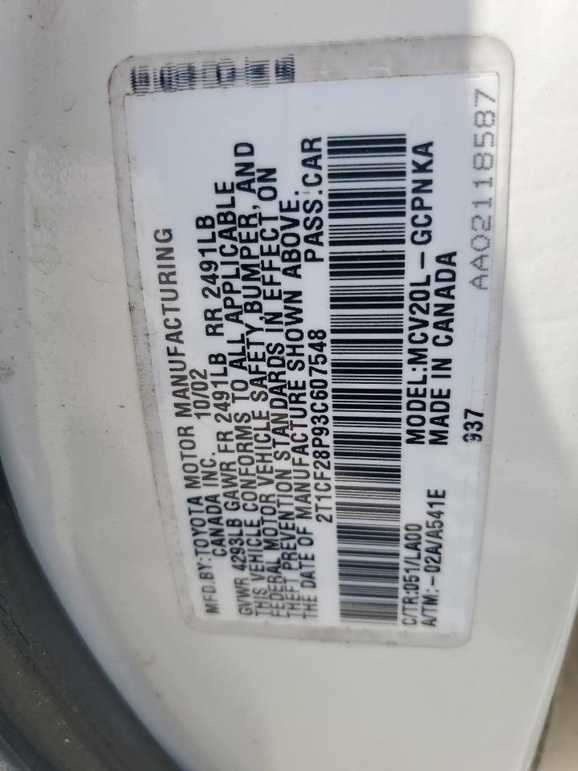 MFD.BY:TOYOTA MOTOR MANUFACTURING
CANADA INC. 10/02
GVWR 4293LB GAWR FR 2491LB RR 2491LB
THIS VEHICLE CONFORMS TO ALL APPLICABLE
FEDERAL MOTOR VEHICLE SAFETY,BUMPER, AND
THEFT PREVENTION STANDARDS IN EFFECT ON
THE DATE OF MANUFACTURE SHOWN ABOVE.
2T1CF28P93C607548 PASS.CAR
C/TR:051/LA00 MODEL:MCV20L-GCPNKA
A/TM:-02A/A541E MADE IN CANADA
937
AA02118587